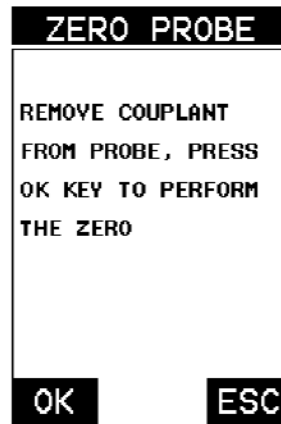 ZERO PROBE
REMOVE COUPLANT
FROM PROBE, PRESS
OK KEY TO PERFORM
THE ZERO
OK ESC